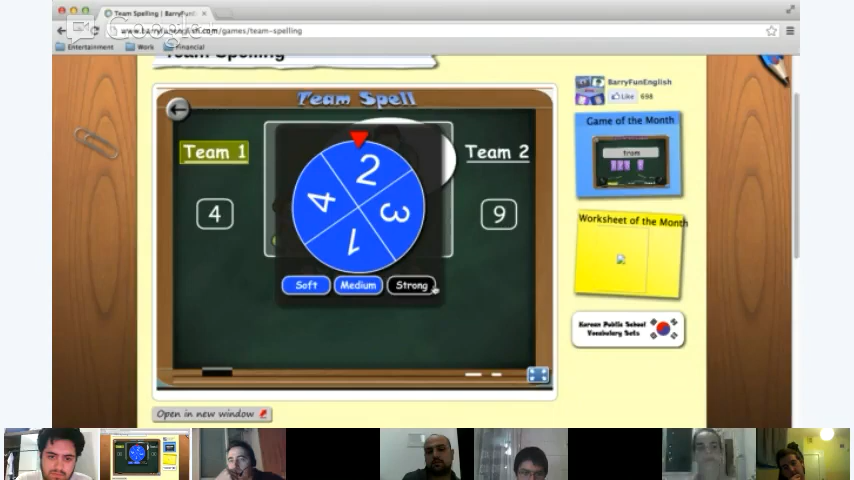 Team Spelling | BarryFunE
www.barryfunenglish.com/games/team-spelling
Google+
Entertainment
Work
Financial
Team Spelling
Team Spell
Team 1
Team 2
4
9
2
3
1
4
Soft
Medium
Strong
Open in new window
BarryFunEnglish
Like
698
Game of the Month
from
Worksheet of the Month
Korean Public School
Vocabulary Sets